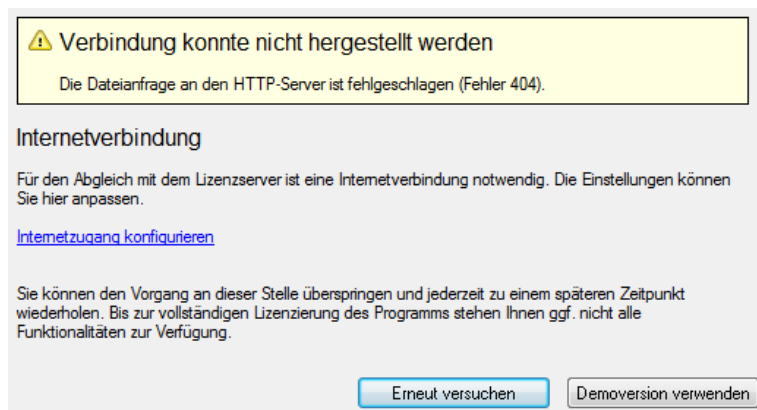 Verbindung konnte nicht hergestellt werden
Die Dateianfrage an den HTTP-Server ist fehlgeschlagen (Fehler 404).
Internetverbindung
Für den Abgleich mit dem Lizenzserver ist eine Internetverbindung notwendig. Die Einstellungen können
Sie hier anpassen.
Internetzugang konfigurieren
Sie können den Vorgang an dieser Stelle überspringen und jederzeit zu einem späteren Zeitpunkt
wiederholen. Bis zur vollständigen Lizenzierung des Programms stehen Ihnen ggf. nicht alle
Funktionalitäten zur Verfügung.
Erneut versuchen
Demoversion verwenden